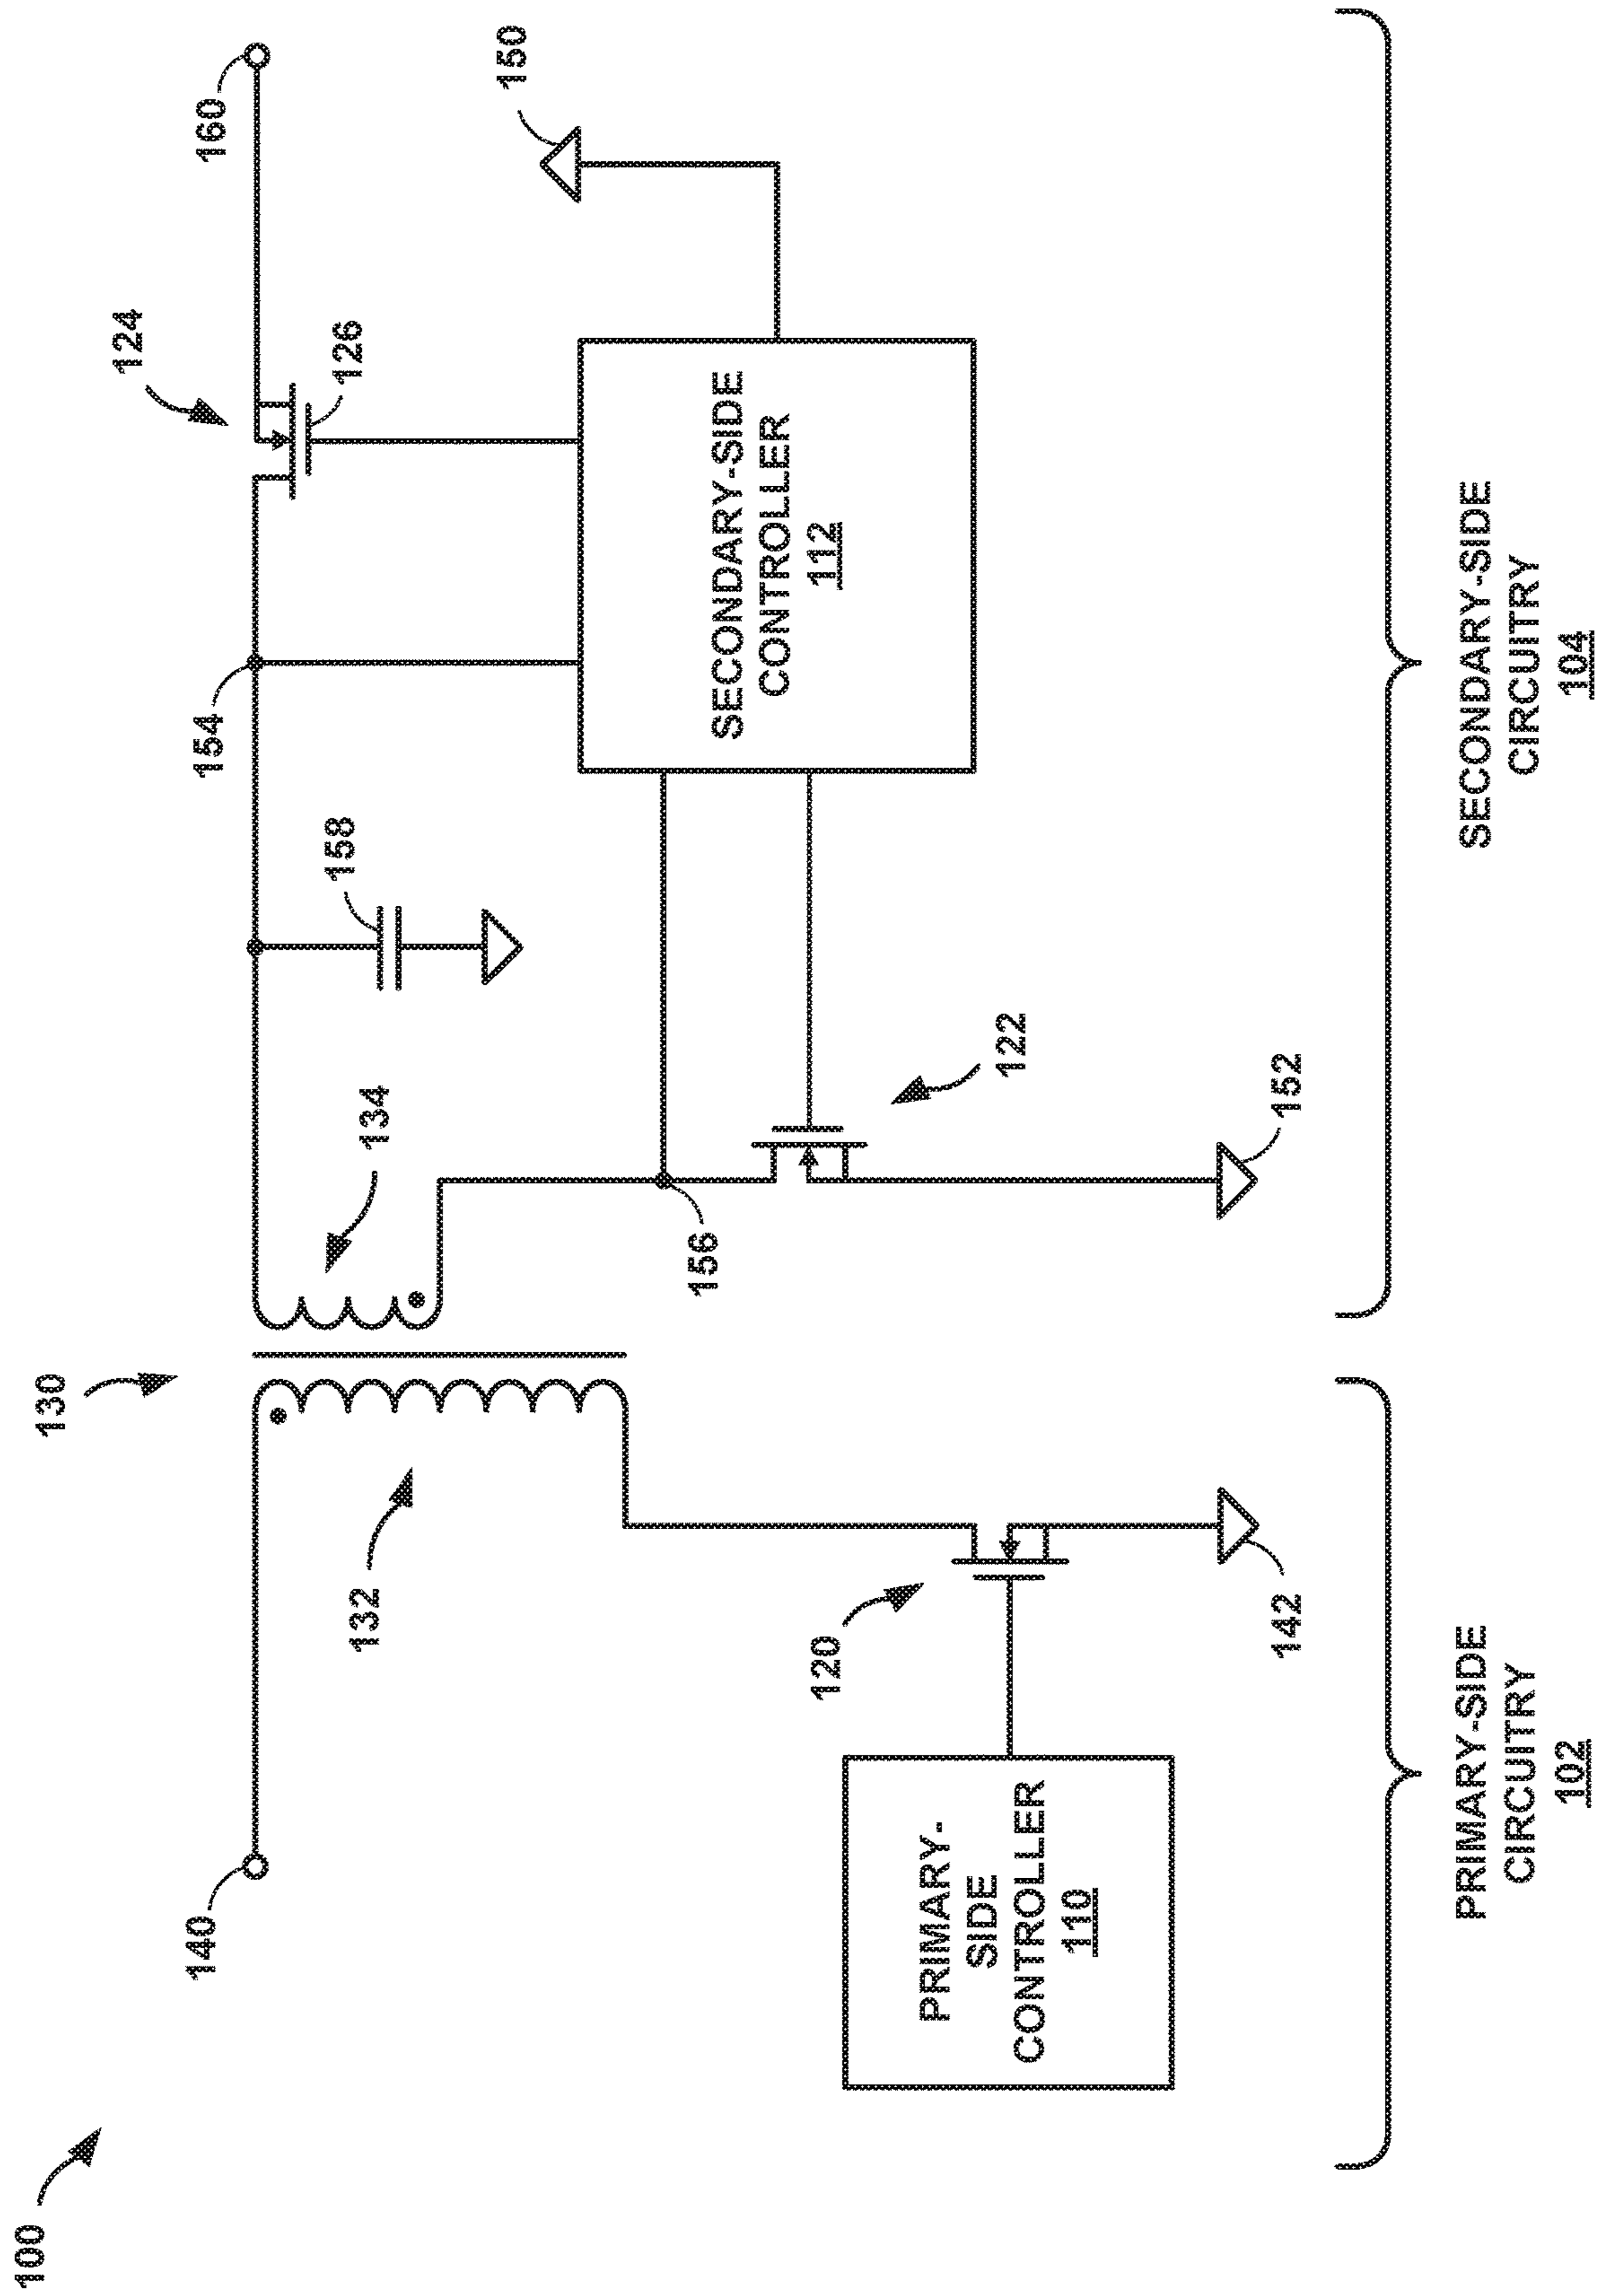 100
130
140
132
134
154
158
124
126
160
150
156
122
152
120
142
PRIMARY-
SIDE
CONTROLLER
110
SECONDARY-SIDE
CONTROLLER
112
PRIMARY-SIDE
CIRCUITRY
102
SECONDARY-SIDE
CIRCUITRY
104